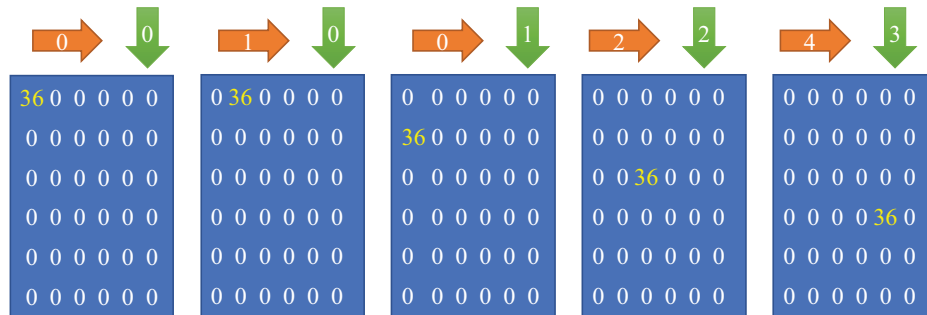 0 0 1 0 0 1 2 2 4 3
36 0 0 0 0 0 0 36 0 0 0 0 0 0 0 0 0 0 0 0 0 0 0 0 0 0 0 0 0 0
0 0 0 0 0 0 0 0 0 0 0 0 36 0 0 0 0 0 0 0 0 0 0 0 0 0 0 0 0 0
0 0 0 0 0 0 0 0 0 0 0 0 0 0 0 0 0 0 0 0 36 0 0 0 0 0 0 0 0 0
0 0 0 0 0 0 0 0 0 0 0 0 0 0 0 0 0 0 0 0 0 0 0 0 0 0 0 0 36 0
0 0 0 0 0 0 0 0 0 0 0 0 0 0 0 0 0 0 0 0 0 0 0 0 0 0 0 0 0 0
0 0 0 0 0 0 0 0 0 0 0 0 0 0 0 0 0 0 0 0 0 0 0 0 0 0 0 0 0 0